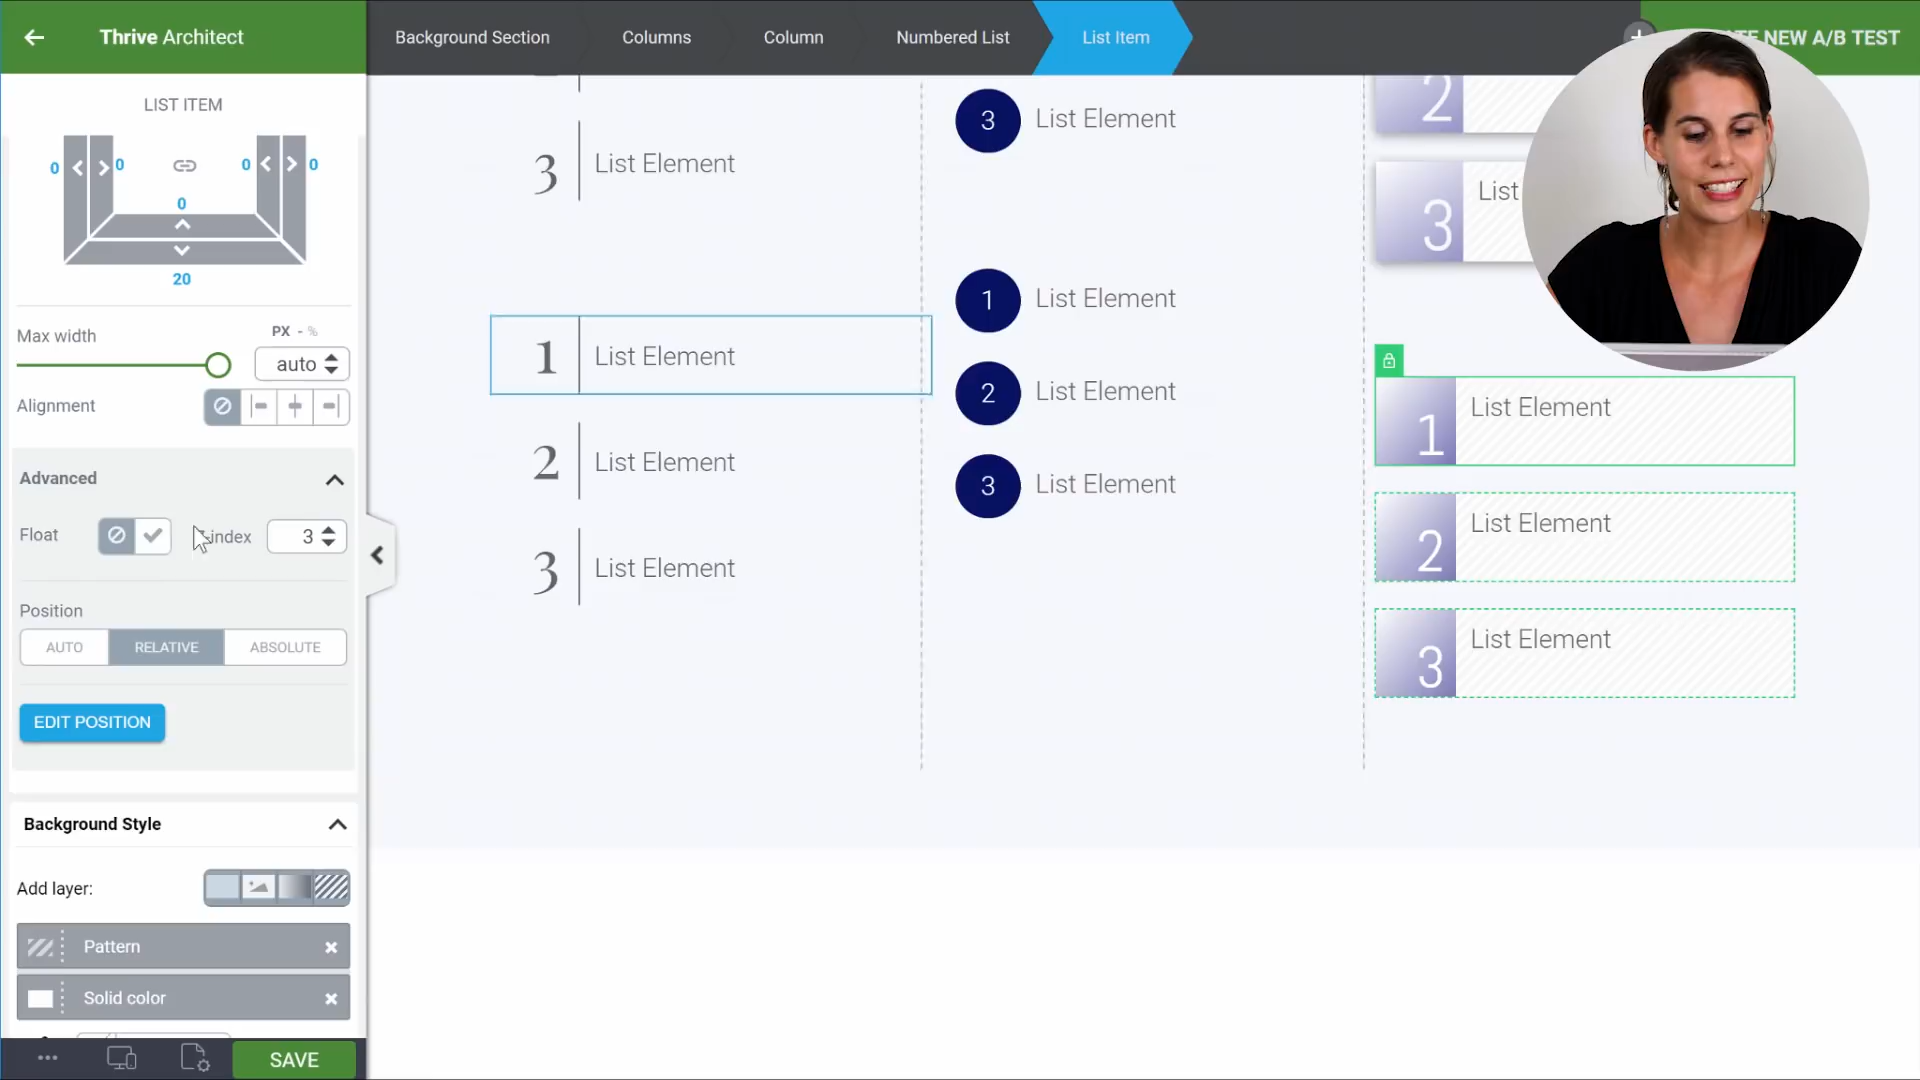 Thrive Architect
Background Section
Columns
Column
Numbered List
List Item
NEW A/B TEST
LIST ITEM
0
0
0
0
0
20
Max width
PX - %
auto
Alignment
Advanced
Float
index
3
Position
AUTO
RELATIVE
ABSOLUTE
EDIT POSITION
Background Style
Add layer:
Pattern
Solid color
SAVE
3
List Element
1
List Element
2
List Element
3
List Element
3
List Element
1
List Element
2
List Element
3
List Element
2
3
List
1
List Element
2
List Element
3
List Element